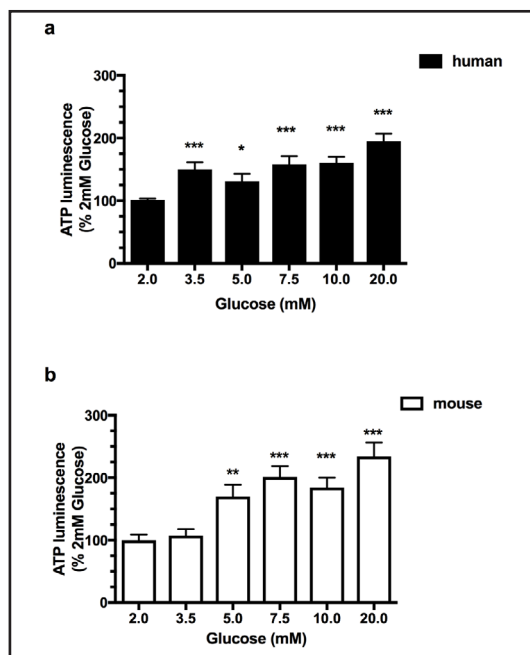 a
human
300
200
100
0
ATP luminescence
(% 2mM Glucose)
*** * *** *** ***
2.0 3.5 5.0 7.5 10.0 20.0
Glucose (mM)
b
mouse
300
200
100
0
ATP luminescence
(% 2mM Glucose)
** *** *** ***
2.0 3.5 5.0 7.5 10.0 20.0
Glucose (mM)